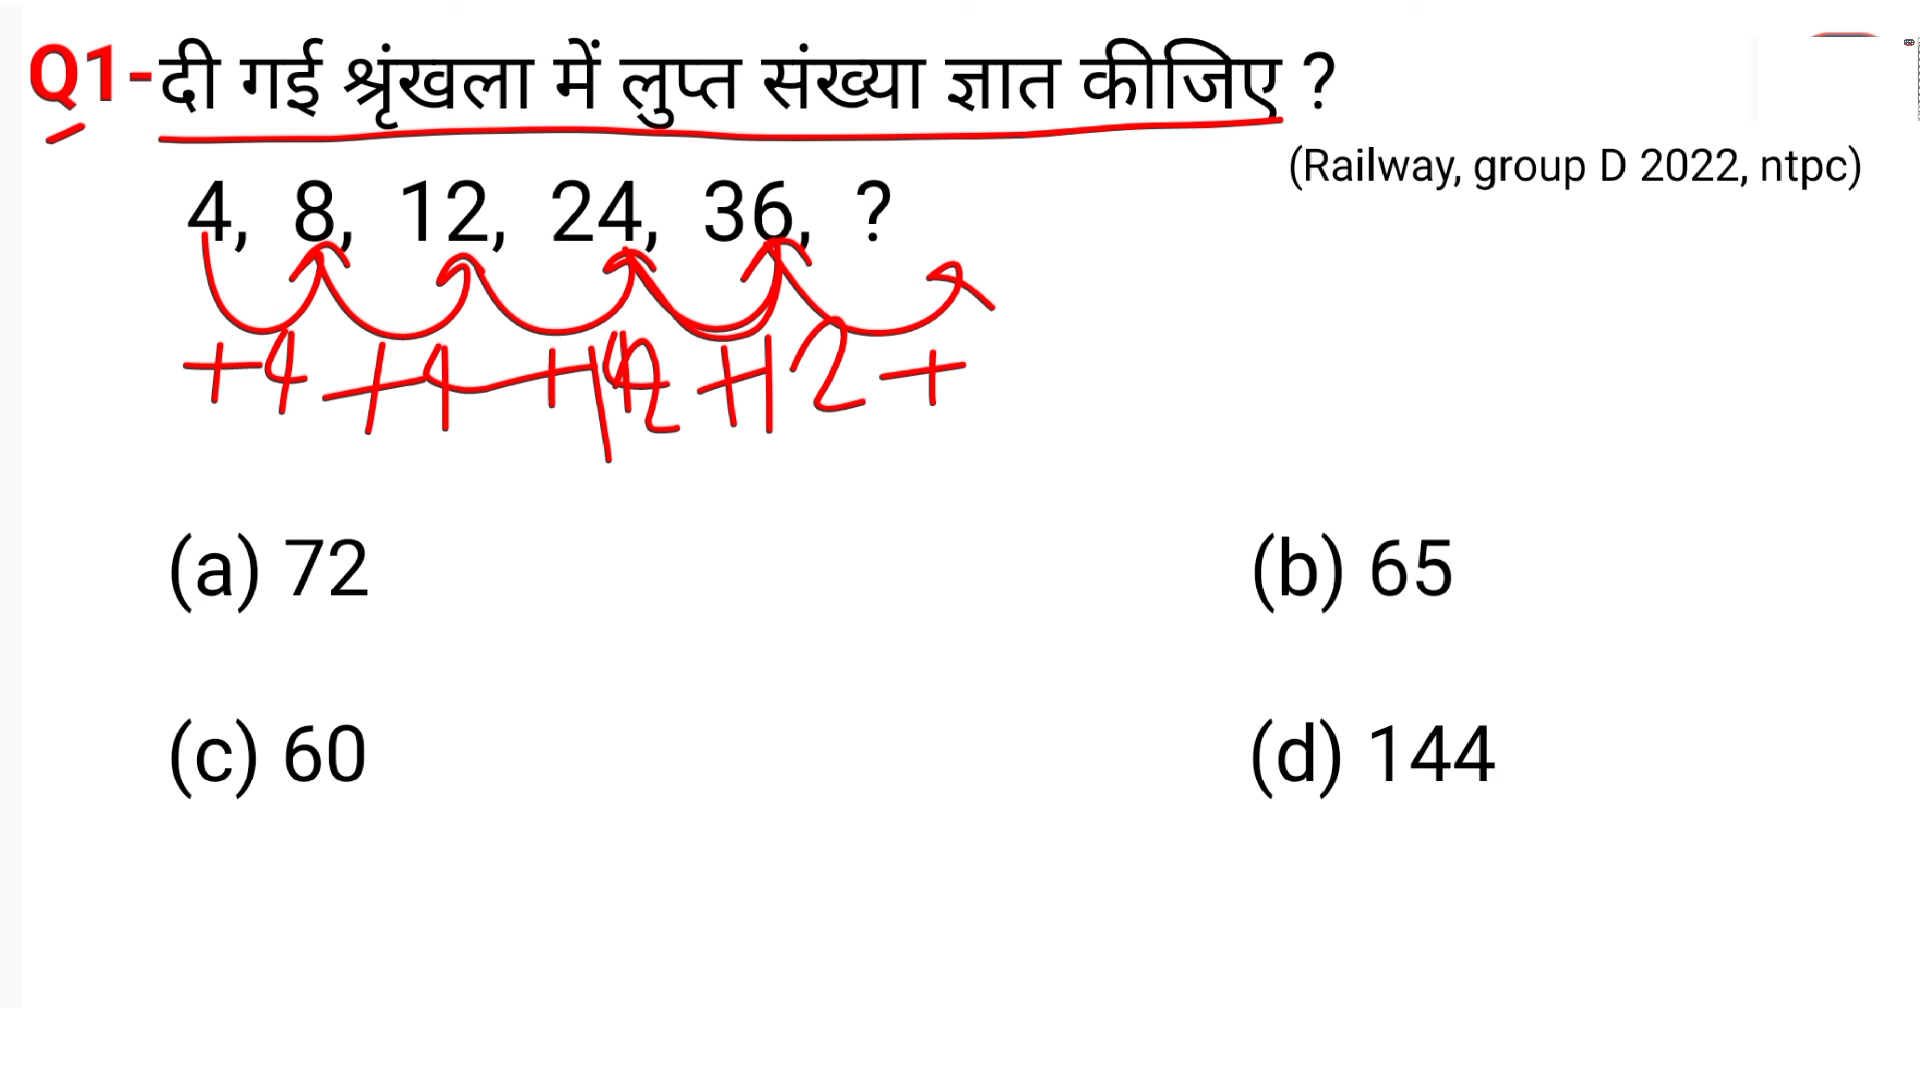 Q1-दी गई श्रृंखला में लुप्त संख्या ज्ञात कीजिए ?
(Railway, group D 2022, ntpc)
4, 8, 12, 24, 36, ?
+4 +4 +12 +12 +
(a) 72
(b) 65
(c) 60
(d) 144